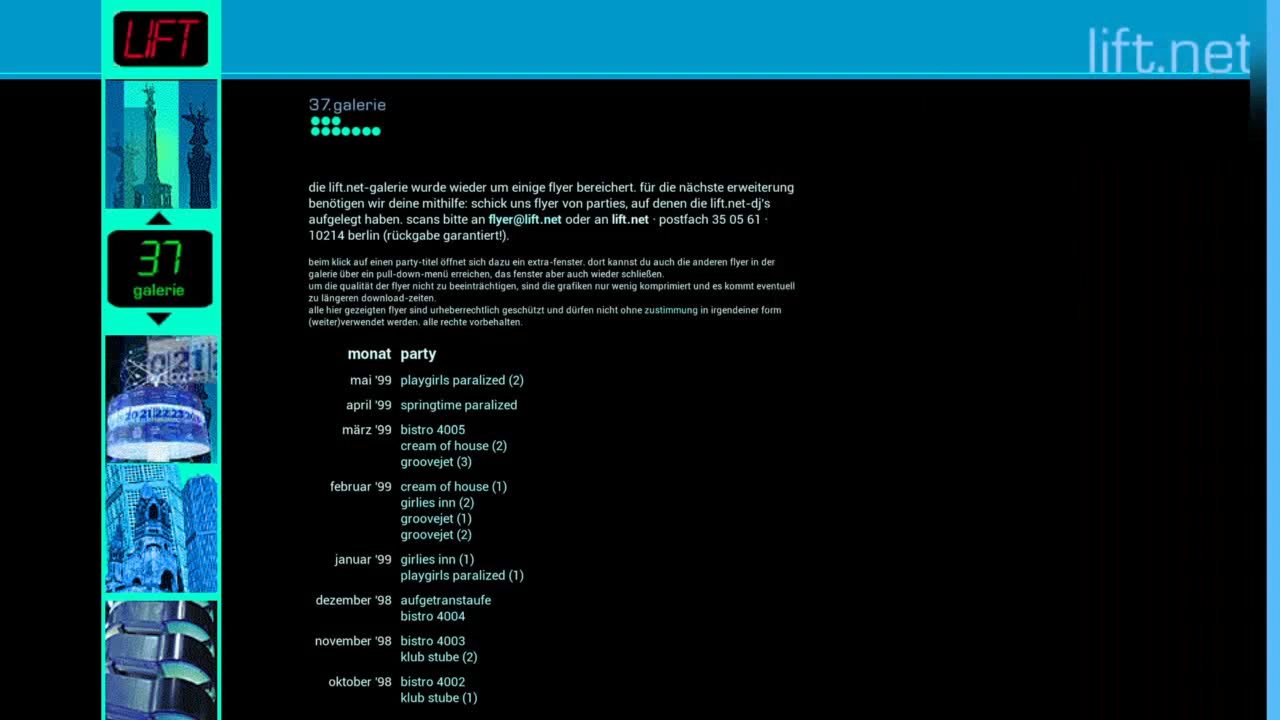 LIFT
lift.net
37.galerie
die lift.net-galerie wurde wieder um einige flyer bereichert. für die nächste erweiterung
benötigen wir deine mithilfe: schick uns flyer von parties, auf denen die lift.net-dj's
aufgelegt haben. scans bitte an flyer@lift.net oder an lift.net · postfach 35 05 61 ·
10214 berlin (rückgabe garantiert!).
37
galerie
beim klick auf einen party-titel öffnet sich dazu ein extra-fenster. dort kannst du auch die anderen flyer in der
galerie über ein pull-down-menü erreichen, das fenster aber auch wieder schließen.
um die qualität der flyer nicht zu beeinträchtigen, sind die grafiken nur wenig komprimiert und es kommt eventuell
zu längeren download-zeiten.
alle hier gezeigten flyer sind urheberrechtlich geschützt und dürfen nicht ohne zustimmung in irgendeiner form
(weiter)verwendet werden. alle rechte vorbehalten.
monat party
mai '99 playgirls paralized (2)
april '99 springtime paralized
märz '99 bistro 4005
cream of house (2)
groovejet (3)
februar '99 cream of house (1)
girlies inn (2)
groovejet (1)
groovejet (2)
januar '99 girlies inn (1)
playgirls paralized (1)
dezember '98 aufgetranstaufe
bistro 4004
november '98 bistro 4003
klub stube (2)
oktober '98 bistro 4002
klub stube (1)